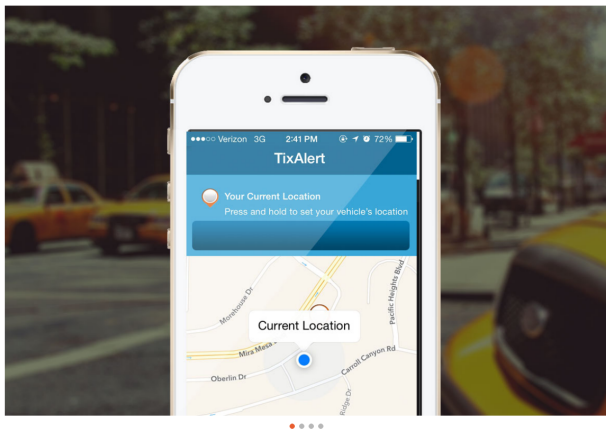 Verizon 3G 2:41 PM 72%
TixAlert
Your Current Location
Press and hold to set your vehicle's location
Morehouse Dr
Pacific Heights Blvd
Current Location
Mira Mesa
Carroll Canyon Rd
Oberlin Dr
Ridge Dr